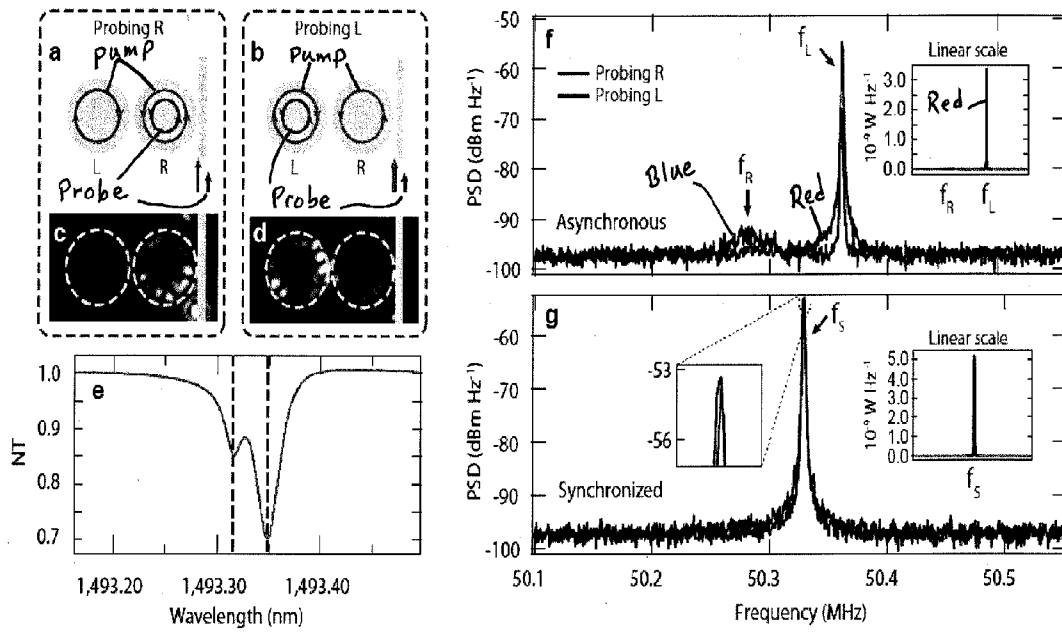 Probing R
a
pump
L
R
Probe
c
Probing L
b
pump
L
R
Probe
d
e
1.0
0.9
0.8
0.7
NT
1,493.20
1,493.30
1,493.40
Wavelength (nm)
f
Probing R
Probing L
f_L
-60
-70
-80
-90
-100
PSD (dBm Hz⁻¹)
Blue
f_R
Red
Asynchronous
Linear scale
3.0
2.0
1.0
0.0
10⁻⁹ W Hz⁻¹
Red
f_R
f_L
g
f_S
-60
-70
-80
-90
-100
PSD (dBm Hz⁻¹)
-53
-56
Synchronized
Linear scale
5.0
4.0
3.0
2.0
1.0
0.0
10⁻⁹ W Hz⁻¹
f_S
50.1
50.2
50.3
50.4
50.5
Frequency (MHz)